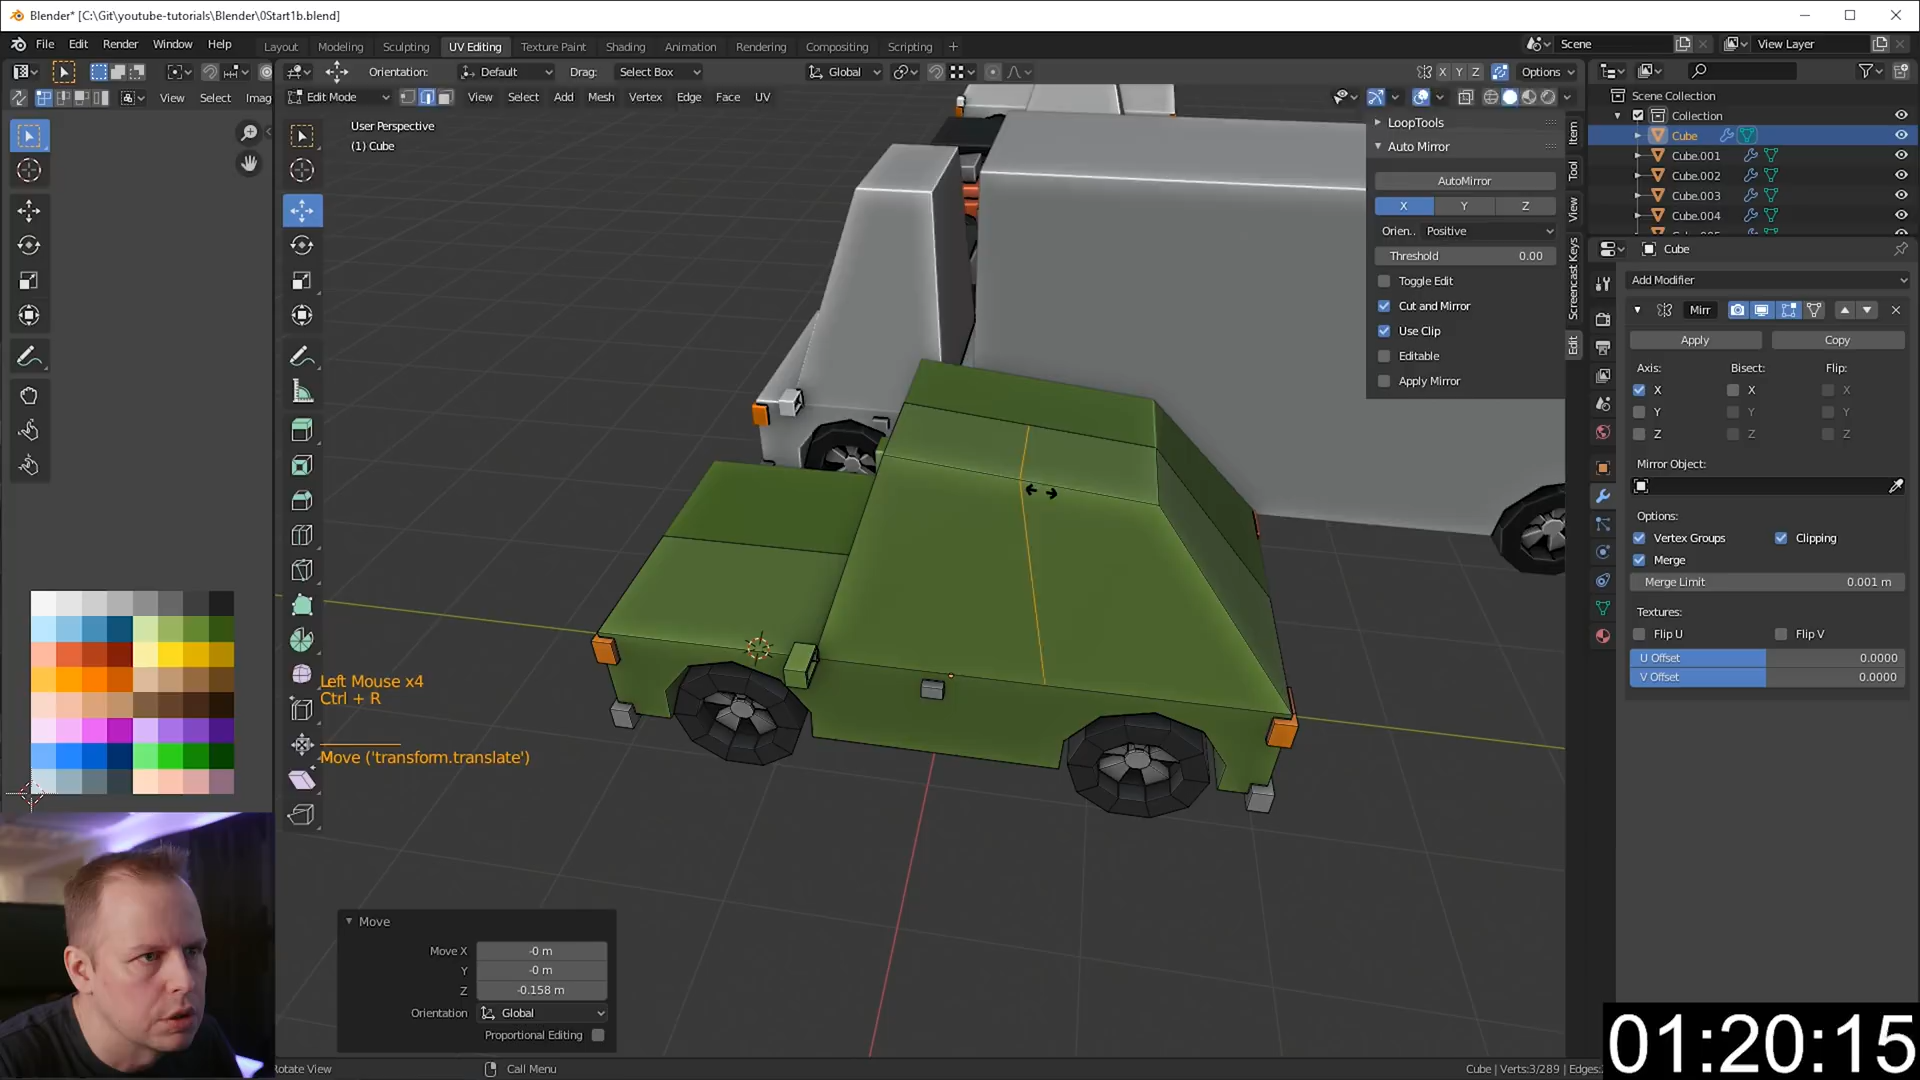 Blender* [C:\Git\youtube-tutorials\Blender\0Start1b.blend]
File Edit Render Window Help
Layout Modeling Sculpting UV Editing Texture Paint Shading Animation Rendering Compositing Scripting +
Scene
View Layer
Orientation: Default Drag: Select Box Global X Y Z Options
View Select Imag
Edit Mode View Select Add Mesh Vertex Edge Face UV
User Perspective
(1) Cube
LoopTools
Auto Mirror
AutoMirror
X Y Z
Orien.. Positive
Threshold 0.00
Toggle Edit
Cut and Mirror
Use Clip
Editable
Apply Mirror
Item
Tool
View
Screencast Keys
Edit
Scene Collection
Collection
Cube
Cube.001
Cube.002
Cube.003
Cube.004
Cube
Add Modifier
Mirr
Apply Copy
Axis: Bisect: Flip:
X X X
Y Y Y
Z Z Z
Mirror Object:
Options:
Vertex Groups Clipping
Merge
Merge Limit 0.001 m
Textures:
Flip U Flip V
U Offset 0.0000
V Offset 0.0000
Left Mouse x4
Ctrl + R
Move ('transform.translate')
Move
Move X -0 m
Y -0 m
Z -0.158 m
Orientation Global
Proportional Editing
Rotate View Call Menu
Cube | Verts:3/289 | Edges:
01:20:15